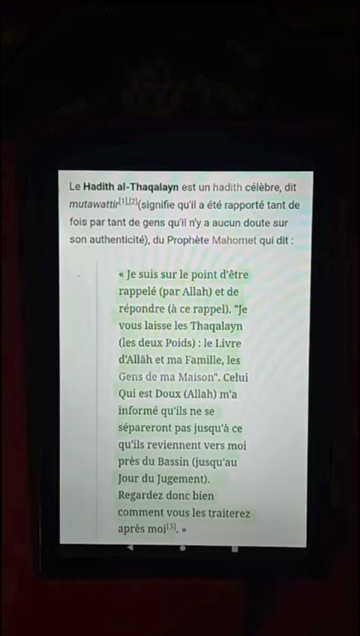 Le Hadith al-Thaqalayn est un hadith célèbre, dit
mutawattir[1],[2](signifie qu'il a été rapporté tant de
fois par tant de gens qu'il n'y a aucun doute sur
son authenticité), du Prophète Mahomet qui dit :
« Je suis sur le point d'être
rappelé (par Allah) et de
répondre (à ce rappel). "Je
vous laisse les Thaqalayn
(les deux Poids) : le Livre
d'Allâh et ma Famille, les
Gens de ma Maison". Celui
Qui est Doux (Allah) m'a
informé qu'ils ne se
sépareront pas jusqu'à ce
qu'ils reviennent vers moi
près du Bassin (jusqu'au
Jour du Jugement).
Regardez donc bien
comment vous les traiterez
après moi[3]. »